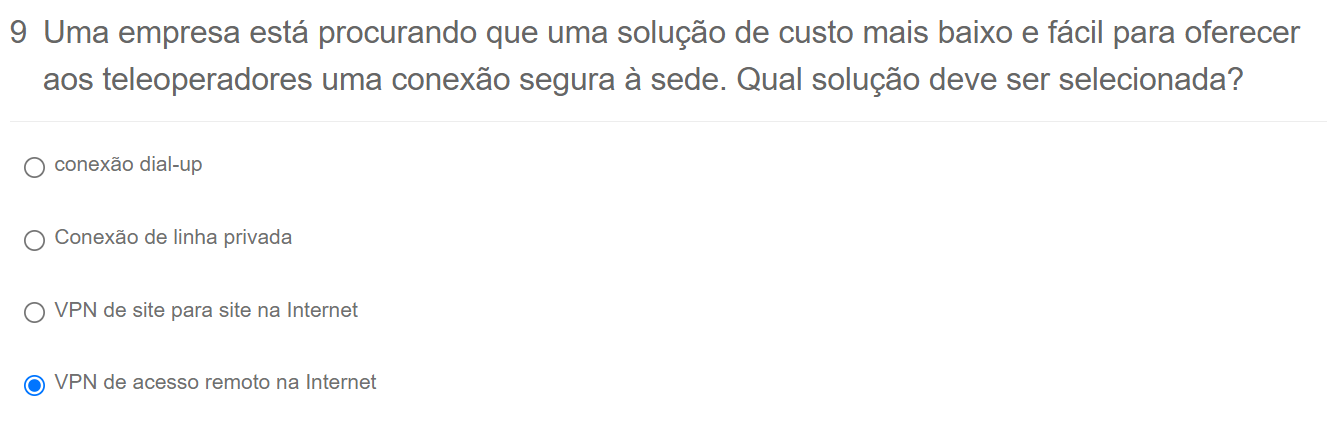 9 Uma empresa está procurando que uma solução de custo mais baixo e fácil para oferecer
aos teleoperadores uma conexão segura à sede. Qual solução deve ser selecionada?
conexão dial-up
Conexão de linha privada
VPN de site para site na Internet
VPN de acesso remoto na Internet